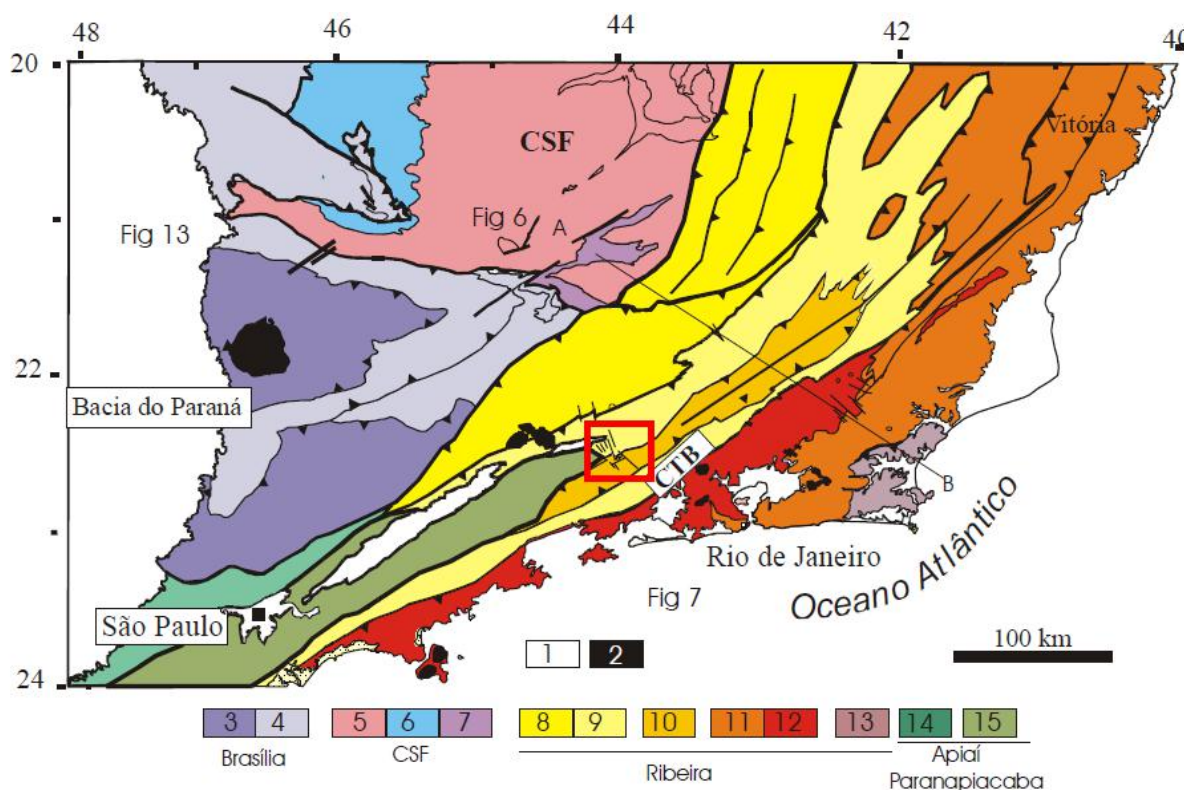 48 46 44 42 40
20
Vitória
CSF
Fig 6 A
Fig 13
22
Bacia do Paraná
CTB
B
Rio de Janeiro
Oceano Atlântico
Fig 7
São Paulo
1 2
100 km
24
3 4 5 6 7 8 9 10 11 12 13 14 15
Brasília CSF Ribeira Apiaí
Paranapiacaba